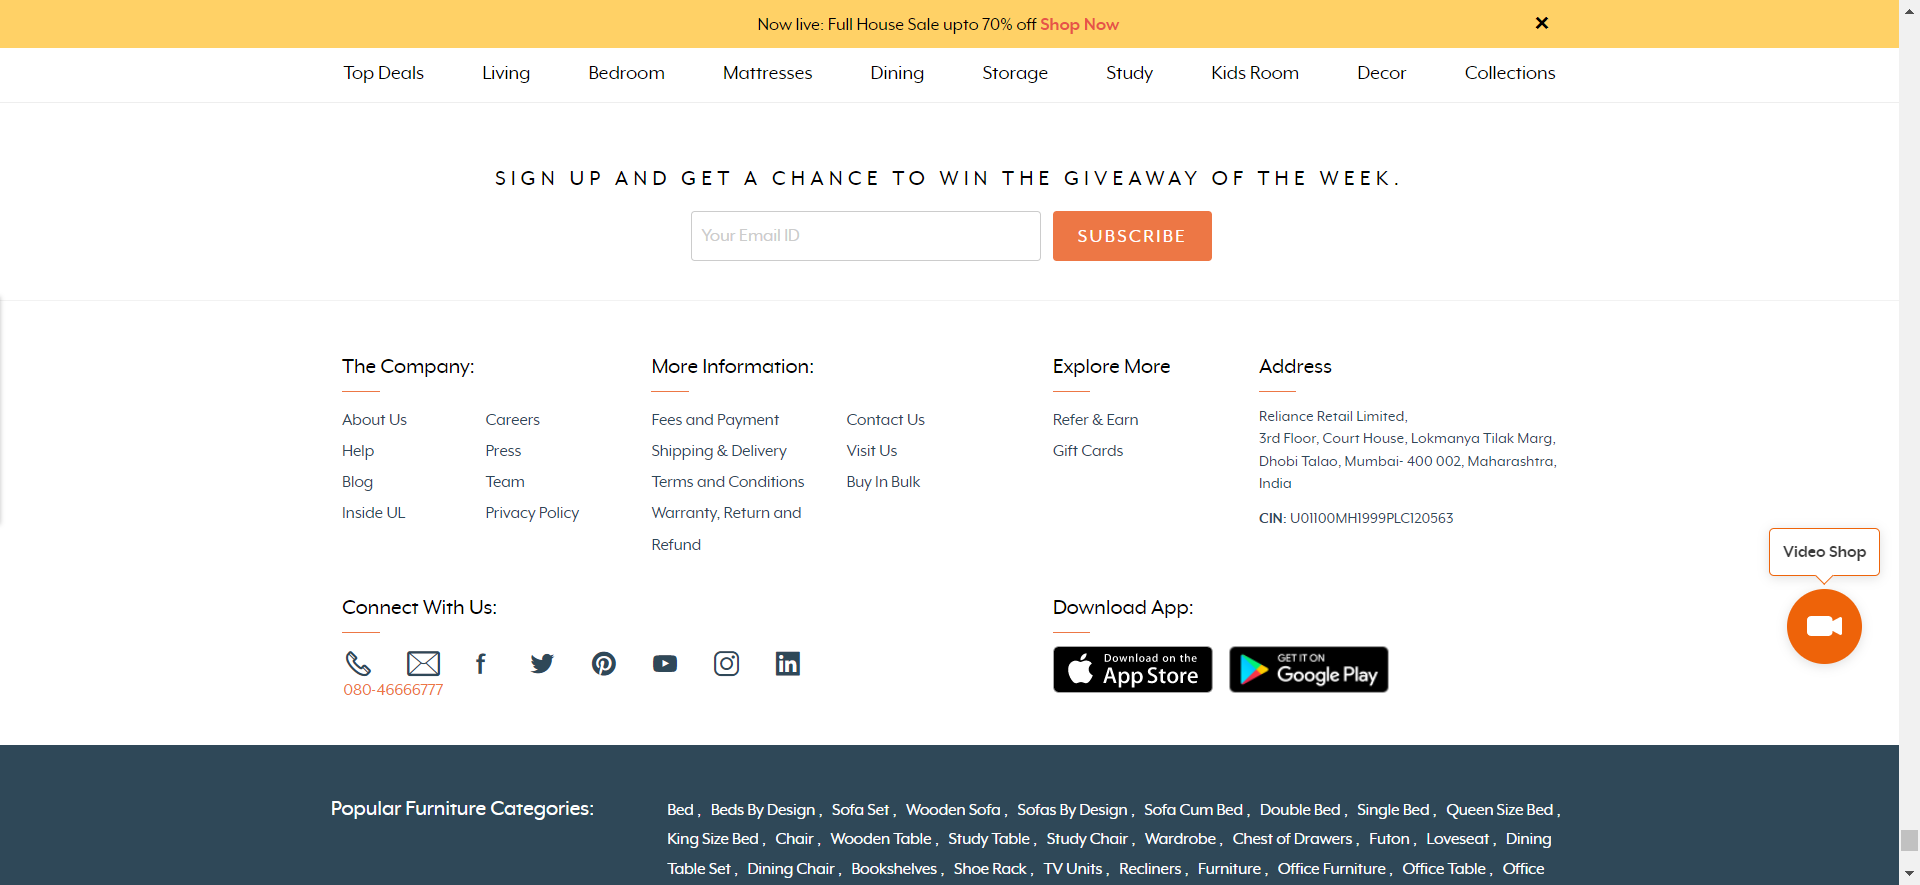 Now live: Full House Sale upto 70% off Shop Now ×
Top Deals Living Bedroom Mattresses Dining Storage Study Kids Room Decor Collections
SIGN UP AND GET A CHANCE TO WIN THE GIVEAWAY OF THE WEEK.
Your Email ID SUBSCRIBE
The Company:
About Us Careers
Help Press
Blog Team
Inside UL Privacy Policy
More Information:
Fees and Payment Contact Us
Shipping & Delivery Visit Us
Terms and Conditions Buy In Bulk
Warranty, Return and
Refund
Explore More
Refer & Earn
Gift Cards
Address
Reliance Retail Limited,
3rd Floor, Court House, Lokmanya Tilak Marg,
Dhobi Talao, Mumbai- 400 002, Maharashtra,
India
CIN: U01100MH1999PLC120563
Video Shop
Connect With Us:
080-46666777
Download App:
Download on the
App Store
GET IT ON
Google Play
Popular Furniture Categories:
Bed , Beds By Design , Sofa Set , Wooden Sofa , Sofas By Design , Sofa Cum Bed , Double Bed , Single Bed , Queen Size Bed ,
King Size Bed , Chair , Wooden Table , Study Table , Study Chair , Wardrobe , Chest of Drawers , Futon , Loveseat , Dining
Table Set , Dining Chair , Bookshelves , Shoe Rack , TV Units , Recliners , Furniture , Office Furniture , Office Table , Office